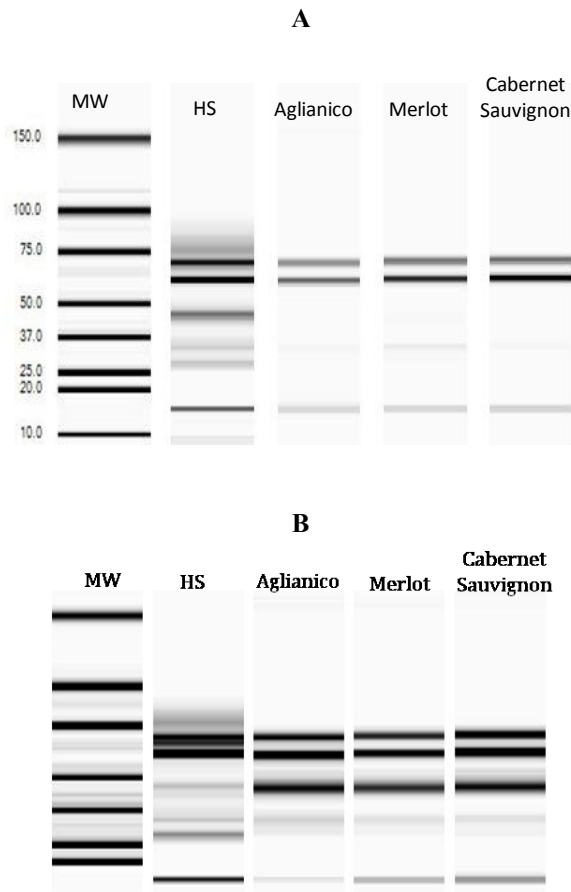 A
MW
HS
Aglianico
Merlot
Cabernet
Sauvignon
150.0
100.0
75.0
50.0
37.0
25.0
20.0
10.0
B
MW
HS
Aglianico
Merlot
Cabernet
Sauvignon